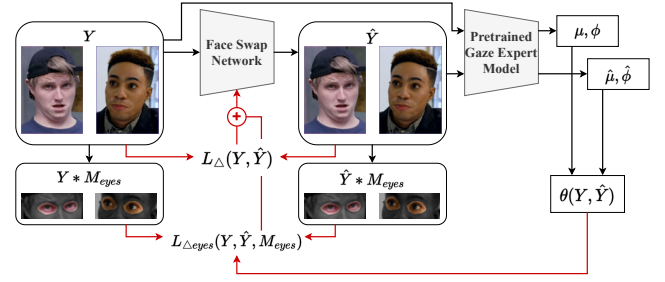 Y
Face Swap
Network
Ŷ
Pretrained
Gaze Expert
Model
μ, ϕ
μ̂, ϕ̂
+
L△(Y, Ŷ)
Y * M_eyes
Ŷ * M_eyes
θ(Y, Ŷ)
L△eyes(Y, Ŷ, M_eyes)